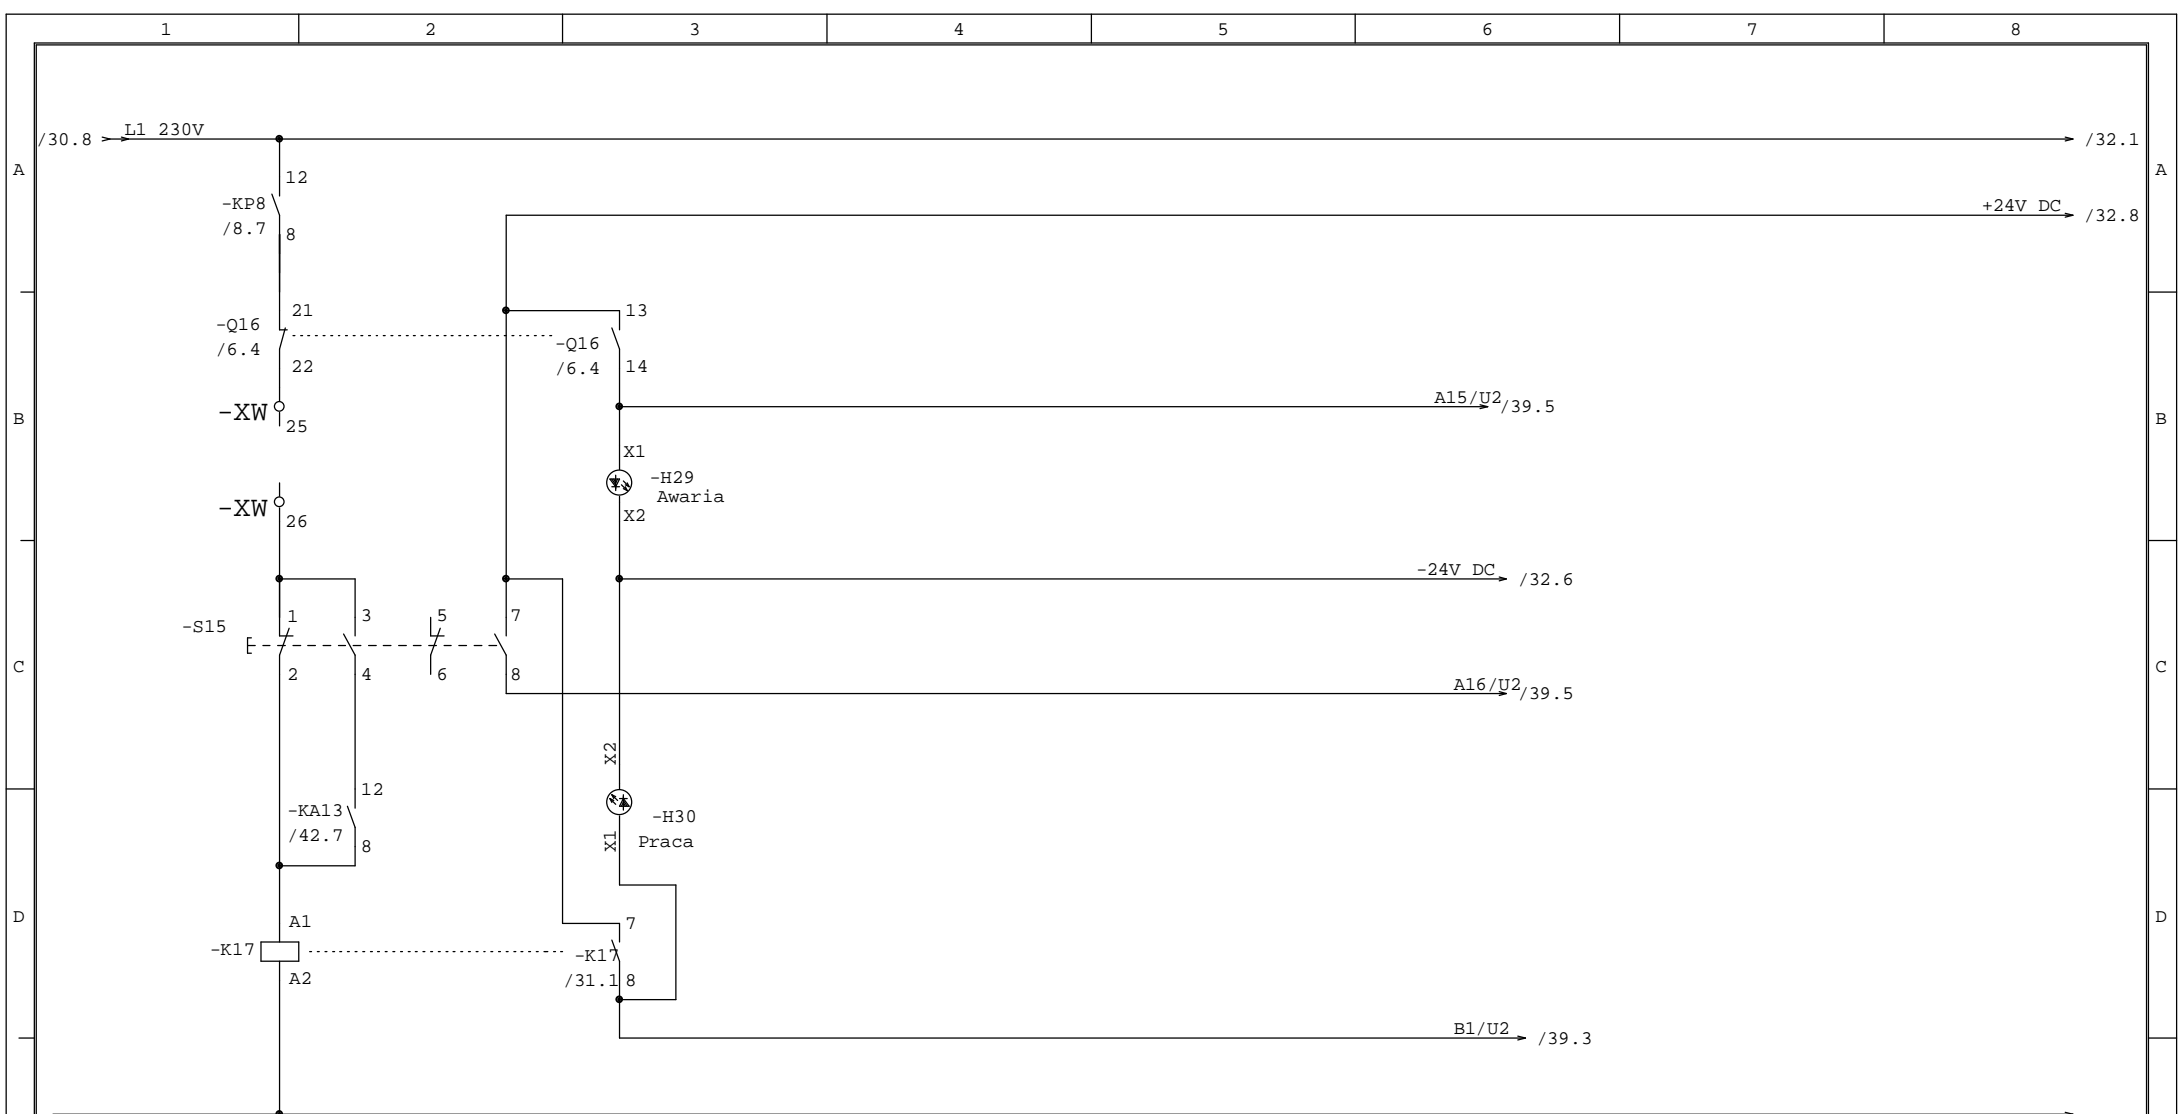 1 2 3 4 5 6 7 8
L1 230V
/30.8 /32.1
A A
12
-KP8
/8.7
8
+24V DC
/32.8
21
-Q16
/6.4
22
13
-Q16
/6.4
14
-XW
25
A15/U2
/39.5
B B
X1
-H29
Awaria
X2
-XW
26
-24V DC
/32.6
1 3 5 7
-S15
2 4 6 8
C C
A16/U2
/39.5
X2
12
-KA13
/42.7
8
-H30
Praca
X1
D D
A1
-K17
A2
7
-K17
/31.1
8
B1/U2
/39.3